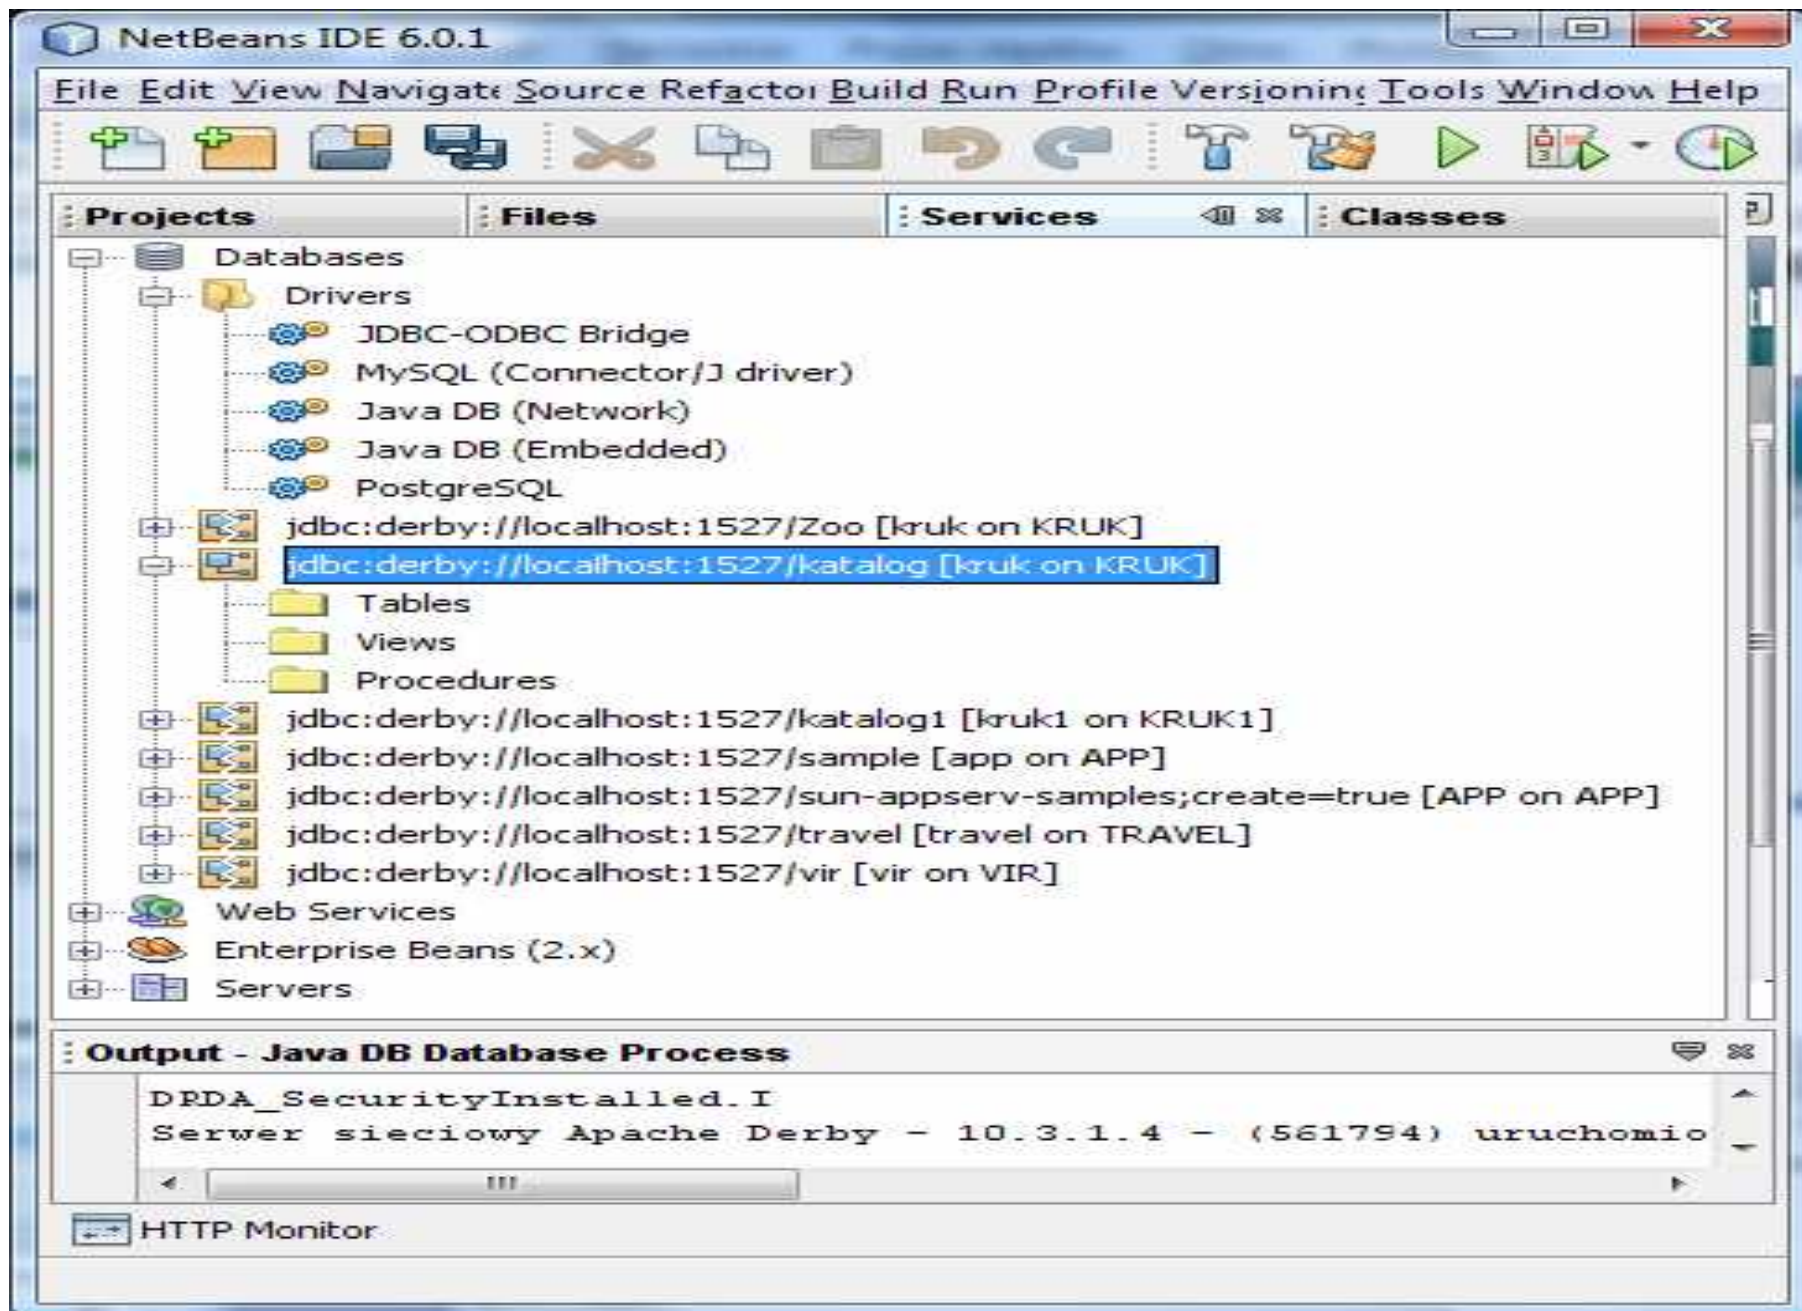 NetBeans IDE 6.0.1
File Edit View Navigate Source Refactor Build Run Profile Versioning Tools Window Help
Projects Files Services Classes
Databases
Drivers
JDBC-ODBC Bridge
MySQL (Connector/J driver)
Java DB (Network)
Java DB (Embedded)
PostgreSQL
jdbc:derby://localhost:1527/Zoo [kruk on KRUK]
jdbc:derby://localhost:1527/katalog [kruk on KRUK]
Tables
Views
Procedures
jdbc:derby://localhost:1527/katalog1 [kruk1 on KRUK1]
jdbc:derby://localhost:1527/sample [app on APP]
jdbc:derby://localhost:1527/sun-appserv-samples;create=true [APP on APP]
jdbc:derby://localhost:1527/travel [travel on TRAVEL]
jdbc:derby://localhost:1527/vir [vir on VIR]
Web Services
Enterprise Beans (2.x)
Servers
Output - Java DB Database Process
DRDA_SecurityInstalled.I
Serwer sieciowy Apache Derby - 10.3.1.4 - (561794) uruchomio
HTTP Monitor